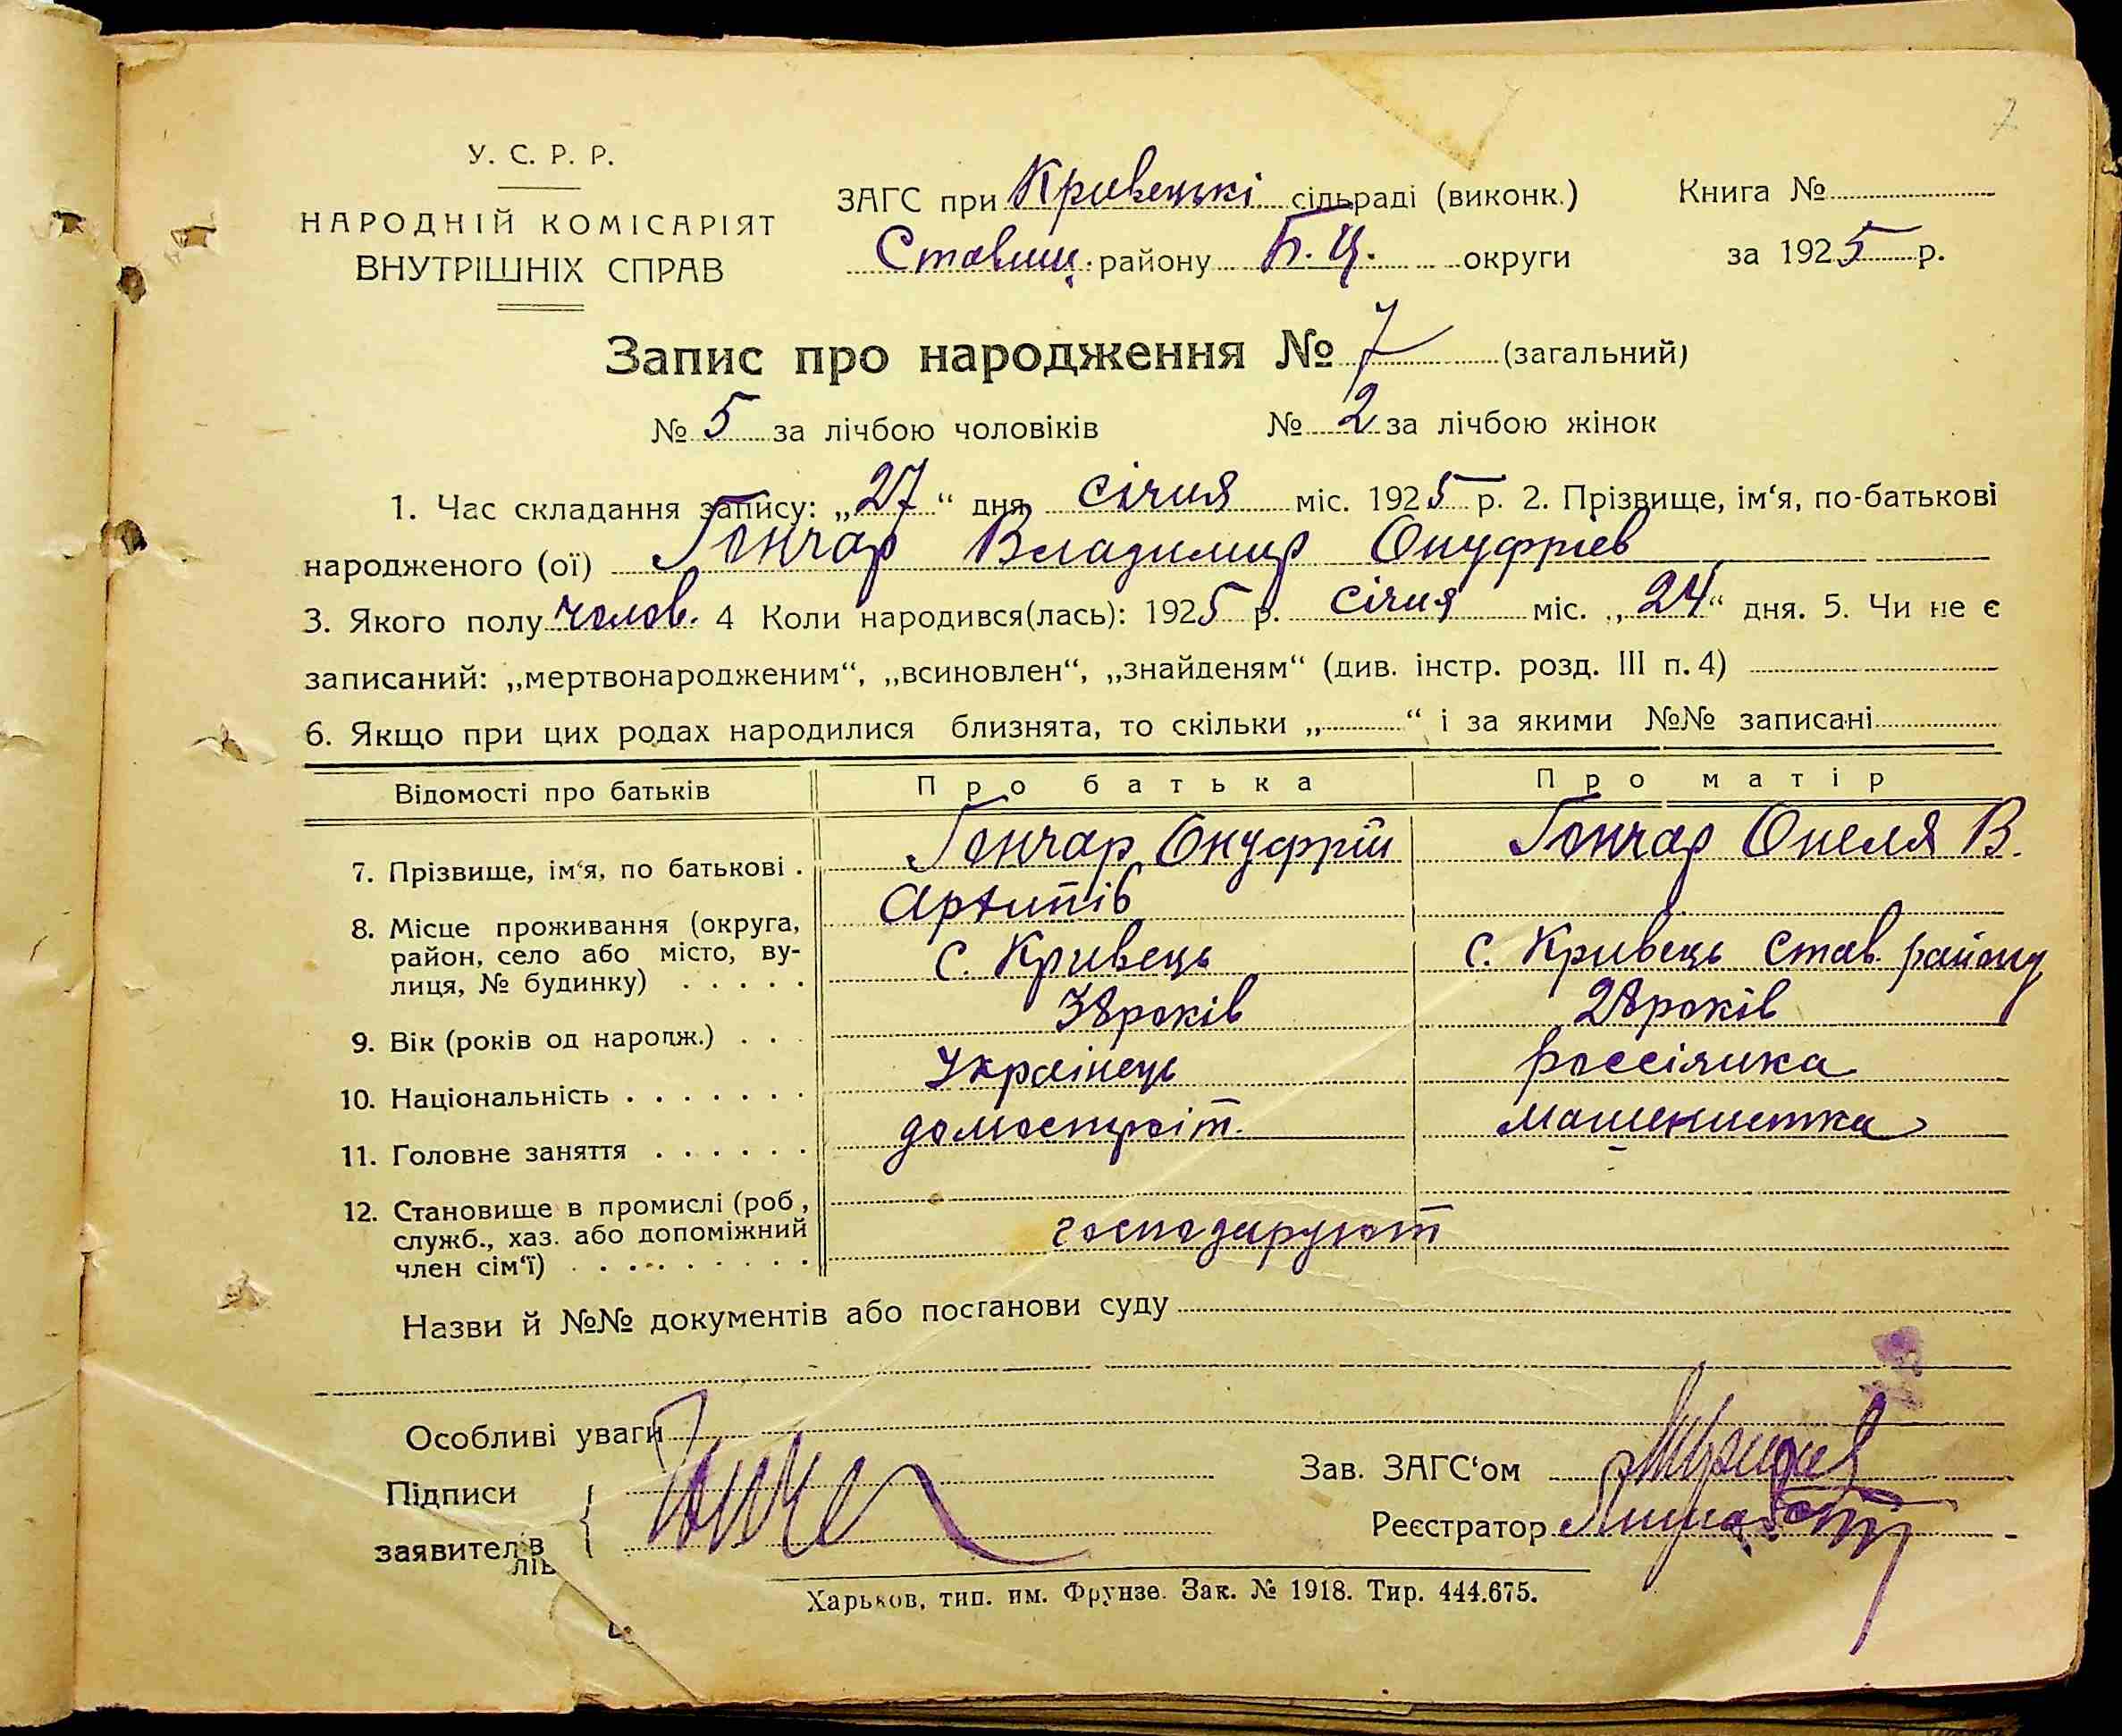 7
У. С. Р. Р.
НАРОДНІЙ КОМІСАРІЯТ
ВНУТРІШНІХ СПРАВ
ЗАГС при Кривецькі сільраді (виконк.)
Ставищ. району Б. Ц. округи
Книга №
за 1925 р.
Запис про народження № 7 (загальний)
№ 5 за лічбою чоловіків № 2 за лічбою жінок
1. Час складання запису: „27“ дня січня міс. 1925 р. 2. Прізвище, ім‘я, по-батькові
народженого (ої) Гончар Владимир Онуфрієв
3. Якого полу чолов. 4 Коли народився(лась): 1925 р. січня міс. „24“ дня. 5. Чи не є
записаний: „мертвонародженим“, „всиновлен“, „знайденям“ (див. інстр. розд. III п. 4)
6. Якщо при цих родах народилися близнята, то скільки „ “ і за якими №№ записані
Відомості про батьків Про батька Про матір
7. Прізвище, ім‘я, по батькові . Гончар Онуфрій Гончар Онеля В.
Архипів
8. Місце проживання (округа,
район, село або місто, ву-
лиця, № будинку) . . . . . с. Кривець с. Кривець Став. району
9. Вік (років од народж.) . . . 38 років 28 років
10. Національність . . . . . . . Українець россіянка
11. Головне заняття . . . . . . машенистка
12. Становище в промислі (роб.,
служб., хаз. або допоміжний
член сім‘ї) . . . . . . . . . господарують
Назви й №№ документів або постанови суду
Особливі уваги
Підписи
заявителів
лів
Зав. ЗАГС‘ом
Реєстратор
Харьков, тип. им. Фрунзе. Зак. № 1918. Тир. 444.675.